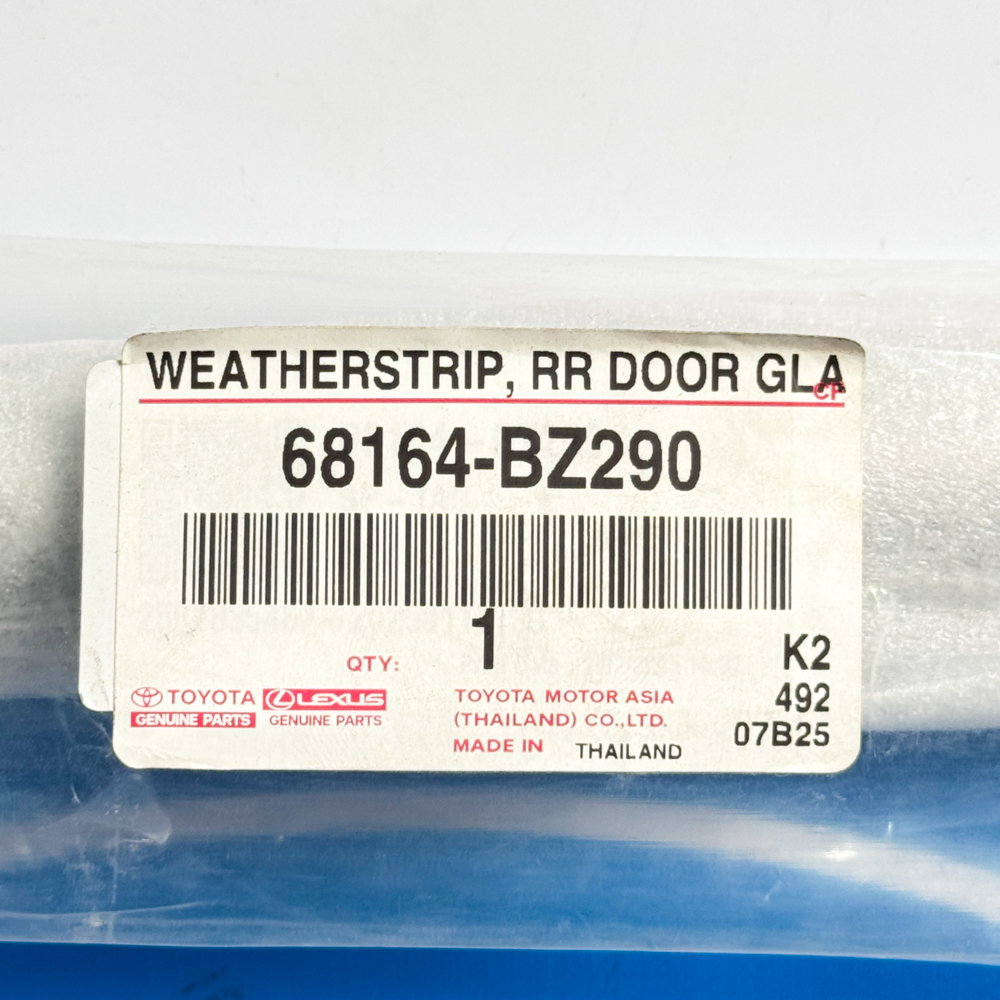 WEATHERSTRIP, RR DOOR GLA
CF
68164-BZ290
1
QTY:
K2
TOYOTA LEXUS
GENUINE PARTS GENUINE PARTS
TOYOTA MOTOR ASIA
(THAILAND) CO.,LTD.
MADE IN THAILAND
492
07B25